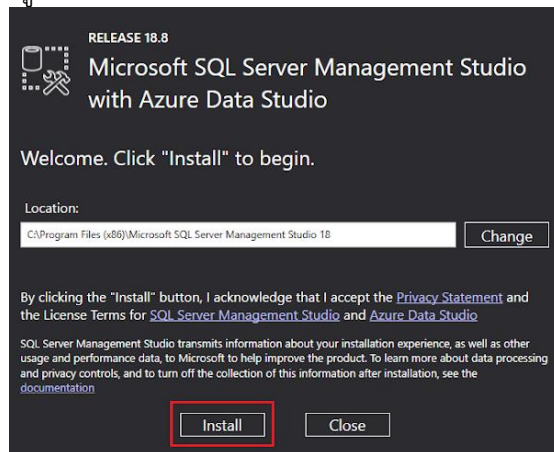 RELEASE 18.8
Microsoft SQL Server Management Studio
with Azure Data Studio
Welcome. Click "Install" to begin.
Location:
C:\Program Files (x86)\Microsoft SQL Server Management Studio 18
Change
By clicking the "Install" button, I acknowledge that I accept the Privacy Statement and
the License Terms for SQL Server Management Studio and Azure Data Studio
SQL Server Management Studio transmits information about your installation experience, as well as other
usage and performance data, to Microsoft to help improve the product. To learn more about data processing
and privacy controls, and to turn off the collection of this information after installation, see the
documentation
Install
Close